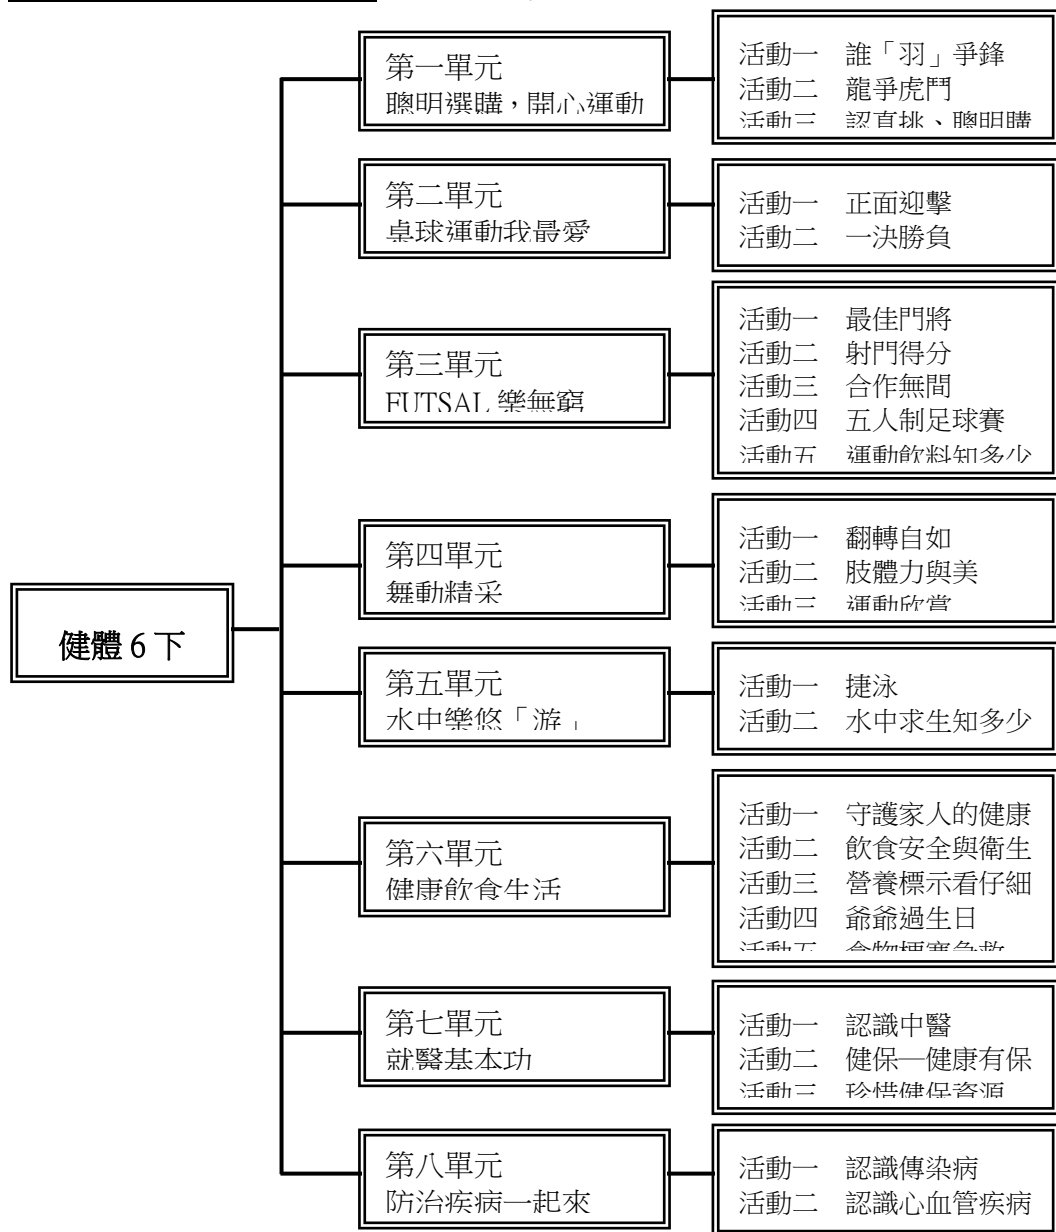 第一單元
聰明選購，開心運動
活動一　誰「羽」爭鋒
活動二　龍爭虎鬥
活動三　認真挑、聰明購
第二單元
桌球運動我最愛
活動一　正面迎擊
活動二　一決勝負
第三單元
FUTSAL 樂無窮
活動一　最佳門將
活動二　射門得分
活動三　合作無間
活動四　五人制足球賽
活動五　運動飲料知多少
第四單元
舞動精采
活動一　翻轉自如
活動二　肢體力與美
活動三　運動欣賞
健體 6 下
第五單元
水中樂悠「游」
活動一　捷泳
活動二　水中求生知多少
第六單元
健康飲食生活
活動一　守護家人的健康
活動二　飲食安全與衛生
活動三　營養標示看仔細
活動四　爺爺過生日
活動五　食物梗塞急救
第七單元
就醫基本功
活動一　認識中醫
活動二　健保─健康有保
活動三　珍惜健保資源
第八單元
防治疾病一起來
活動一　認識傳染病
活動二　認識心血管疾病